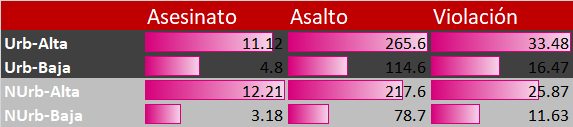 Asesinato Asalto Violación
Urb-Alta 11.12 265.6 33.48
Urb-Baja 4.8 114.6 16.47
NUrb-Alta 12.21 217.6 25.87
NUrb-Baja 3.18 78.7 11.63